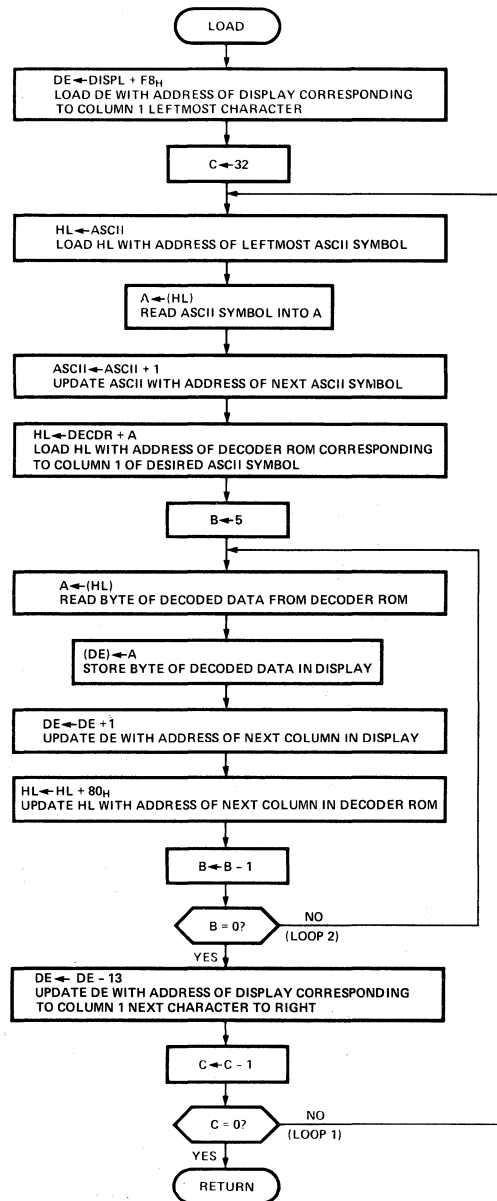 LOAD
DE←DISPL + F8H
LOAD DE WITH ADDRESS OF DISPLAY CORRESPONDING
TO COLUMN 1 LEFTMOST CHARACTER
C←32
HL←ASCII
LOAD HL WITH ADDRESS OF LEFTMOST ASCII SYMBOL
A←(HL)
READ ASCII SYMBOL INTO A
ASCII←ASCII + 1
UPDATE ASCII WITH ADDRESS OF NEXT ASCII SYMBOL
HL←DECDR + A
LOAD HL WITH ADDRESS OF DECODER ROM CORRESPONDING
TO COLUMN 1 OF DESIRED ASCII SYMBOL
B←5
A←(HL)
READ BYTE OF DECODED DATA FROM DECODER ROM
(DE)←A
STORE BYTE OF DECODED DATA IN DISPLAY
DE←DE +1
UPDATE DE WITH ADDRESS OF NEXT COLUMN IN DISPLAY
HL←HL + 80H
UPDATE HL WITH ADDRESS OF NEXT COLUMN IN DECODER ROM
B←B - 1
B = 0?
NO
(LOOP 2)
YES
DE← DE - 13
UPDATE DE WITH ADDRESS OF DISPLAY CORRESPONDING
TO COLUMN 1 NEXT CHARACTER TO RIGHT
C←C - 1
C = 0?
NO
(LOOP 1)
YES
RETURN